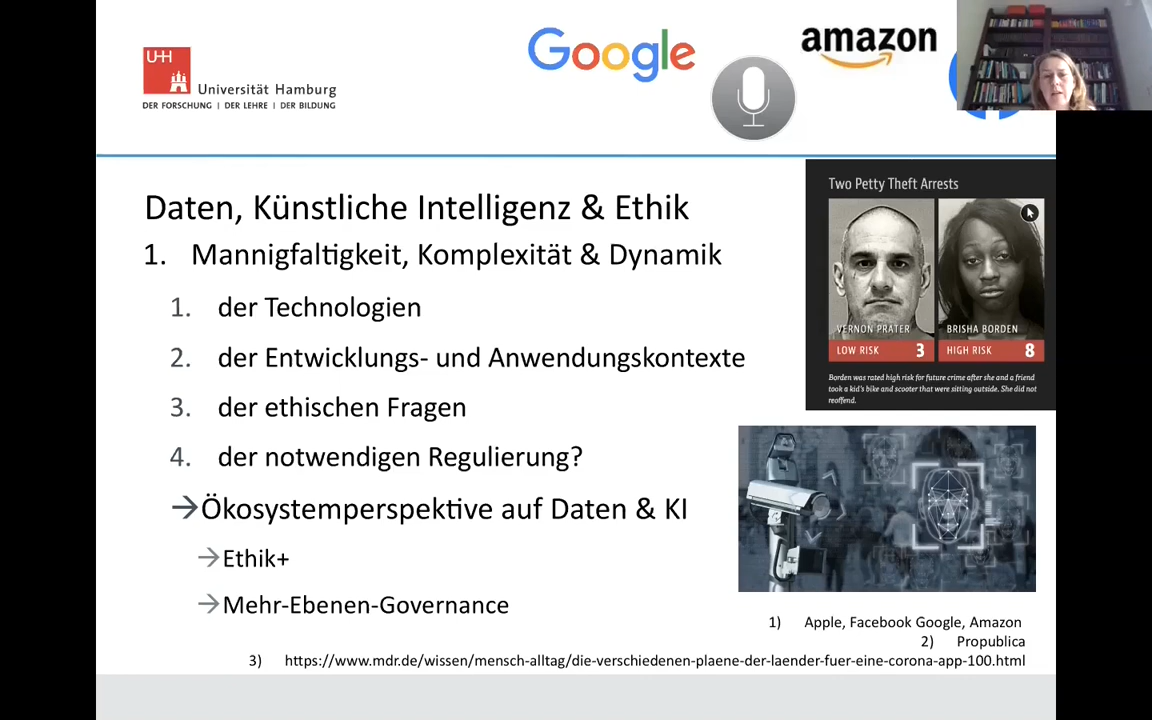 UH
Universität Hamburg
DER FORSCHUNG | DER LEHRE | DER BILDUNG
Google
amazon
Daten, Künstliche Intelligenz & Ethik
1. Mannigfaltigkeit, Komplexität & Dynamik
1. der Technologien
2. der Entwicklungs- und Anwendungskontexte
3. der ethischen Fragen
4. der notwendigen Regulierung?
→Ökosystemperspektive auf Daten & KI
→Ethik+
→Mehr-Ebenen-Governance
Two Petty Theft Arrests
VERNON PRATER
LOW RISK 3
BRISHA BORDEN
HIGH RISK 8
Borden was rated high risk for future crime after she and a friend
took a kid's bike and scooter that were sitting outside. She did not
reoffend.
1) Apple, Facebook Google, Amazon
2) Propublica
3) https://www.mdr.de/wissen/mensch-alltag/die-verschiedenen-plaene-der-laender-fuer-eine-corona-app-100.html